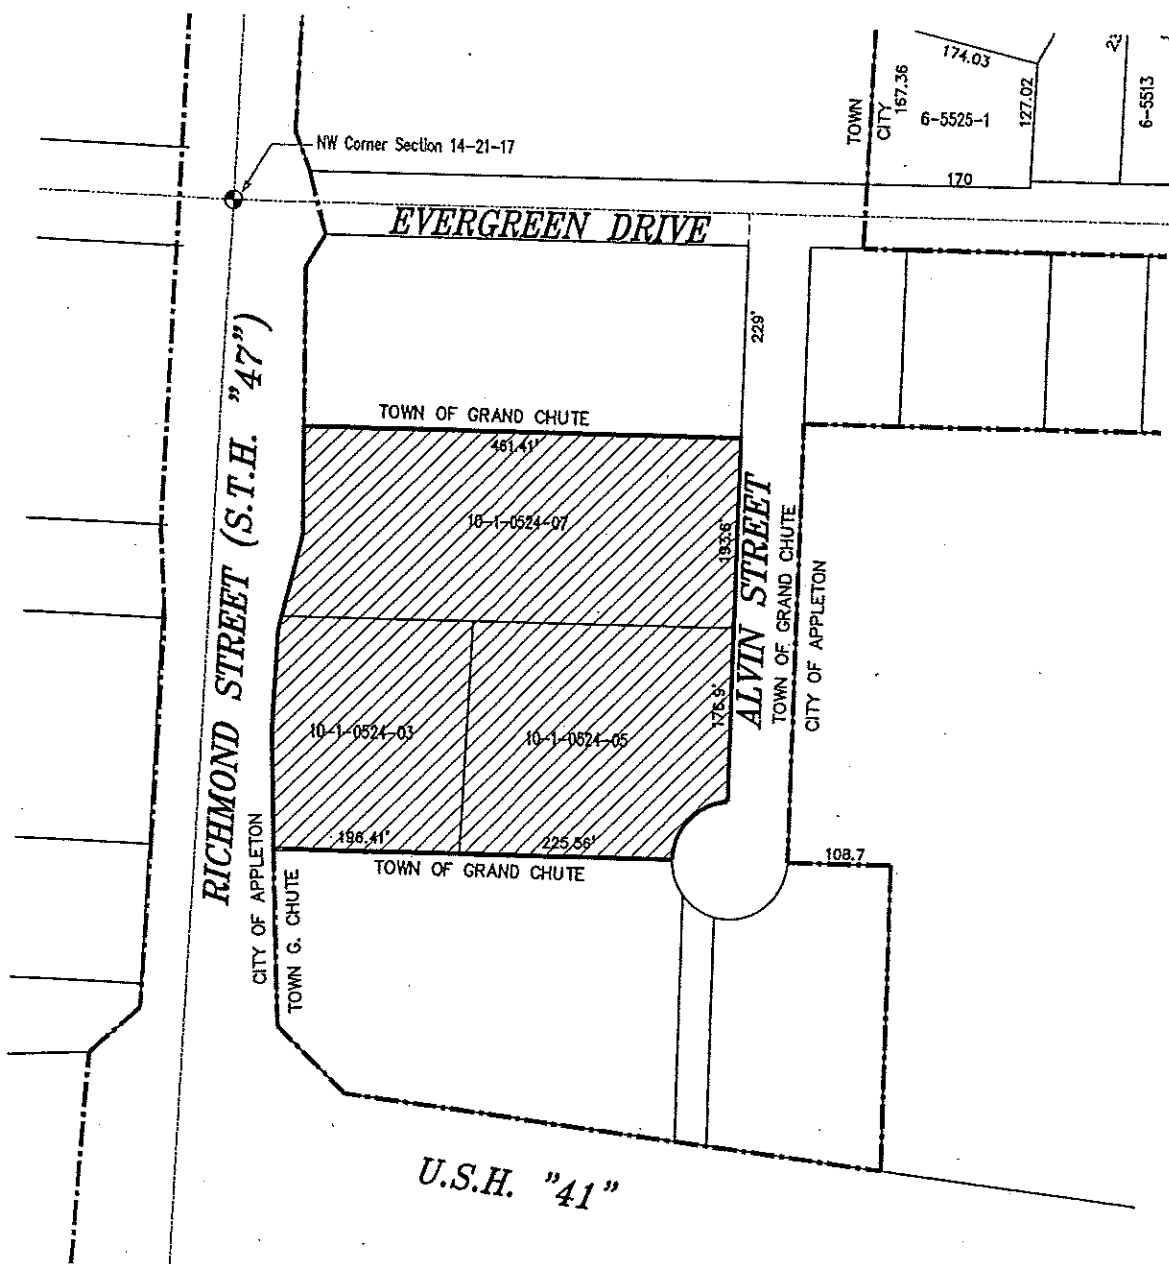 174.03
25
TOWN
CITY
167.36
6-5525-1
127.02
6-5513
NW Corner Section 14-21-17
170
EVERGREEN DRIVE
229'
RICHMOND STREET (S.T.H. "47")
TOWN OF GRAND CHUTE
461.41'
10-1-0524-07
193.6'
ALVIN STREET
TOWN OF GRAND CHUTE
CITY OF APPLETON
176.9'
10-1-0524-03
10-1-0524-05
196.41'
225.56'
TOWN OF GRAND CHUTE
108.7
CITY OF APPLETON
TOWN G. CHUTE
U.S.H. "41"